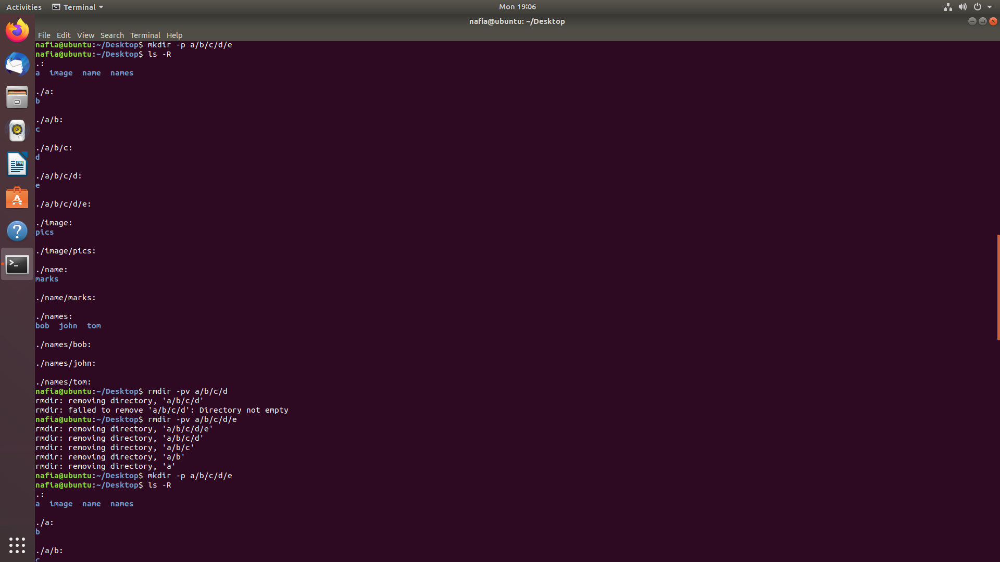 Activities Terminal Mon 19:06
nafia@ubuntu: ~/Desktop
File Edit View Search Terminal Help
nafia@ubuntu:~/Desktop$ mkdir -p a/b/c/d/e
nafia@ubuntu:~/Desktop$ ls -R
.:
a  image  name  names

./a:
b

./a/b:
c

./a/b/c:
d

./a/b/c/d:
e

./a/b/c/d/e:

./image:
pics

./image/pics:

./name:
marks

./name/marks:

./names:
bob  john  tom

./names/bob:

./names/john:

./names/tom:
nafia@ubuntu:~/Desktop$ rmdir -pv a/b/c/d
rmdir: removing directory, 'a/b/c/d'
rmdir: failed to remove 'a/b/c/d': Directory not empty
nafia@ubuntu:~/Desktop$ rmdir -pv a/b/c/d/e
rmdir: removing directory, 'a/b/c/d/e'
rmdir: removing directory, 'a/b/c/d'
rmdir: removing directory, 'a/b/c'
rmdir: removing directory, 'a/b'
rmdir: removing directory, 'a'
nafia@ubuntu:~/Desktop$ mkdir -p a/b/c/d/e
nafia@ubuntu:~/Desktop$ ls -R
.:
a  image  name  names

./a:
b

./a/b:
c